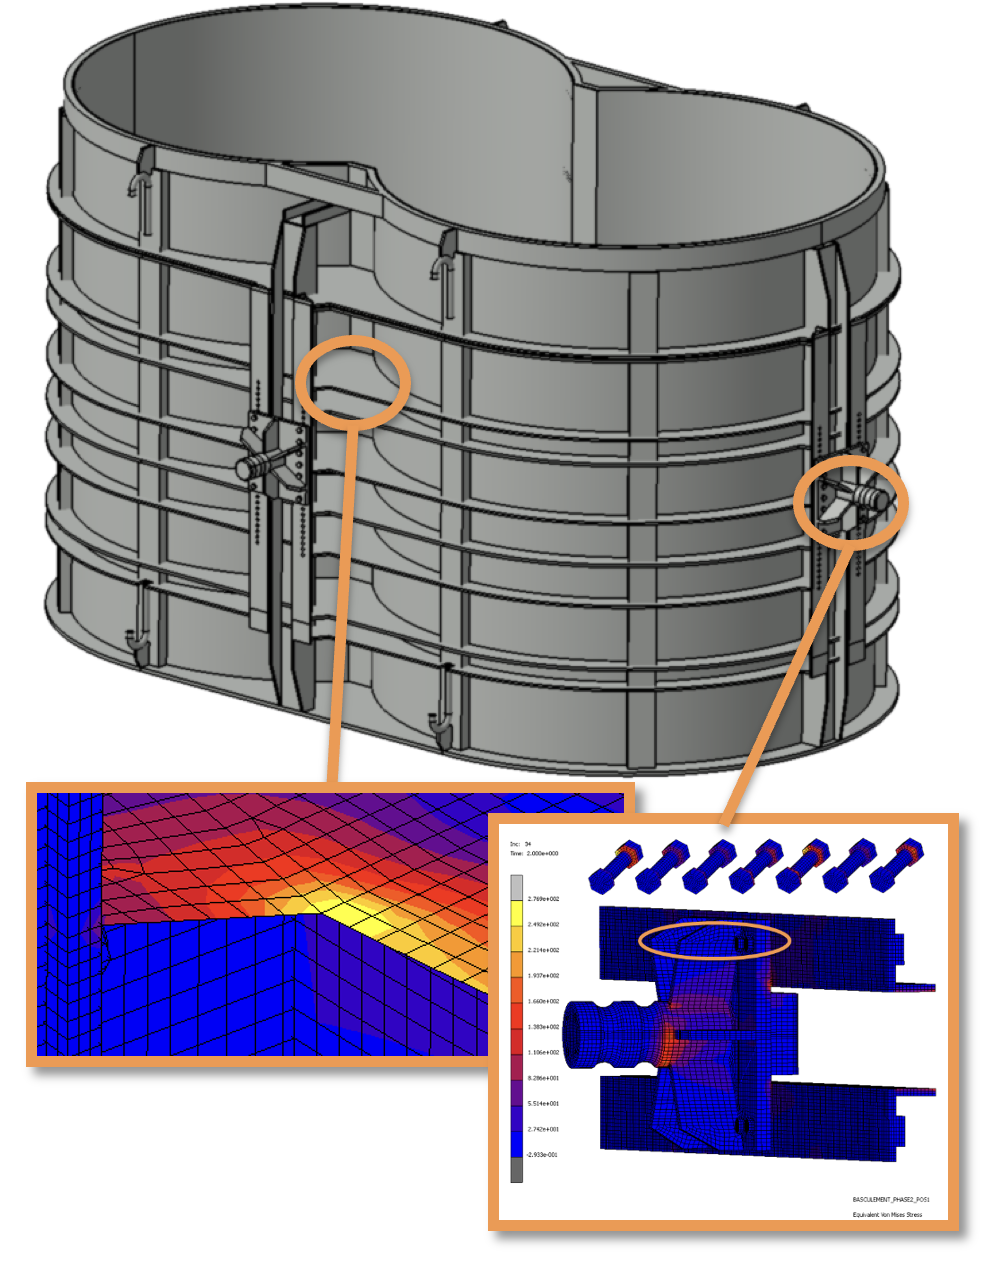 Inc: 34
Time: 2.000e+000
2.769e+002
2.492e+002
2.214e+002
1.937e+002
1.660e+002
1.383e+002
1.106e+002
8.286e+001
5.514e+001
2.742e+001
-2.933e-001
BASCULEMENT_PHASE2_POS1
Equivalent Von Mises Stress